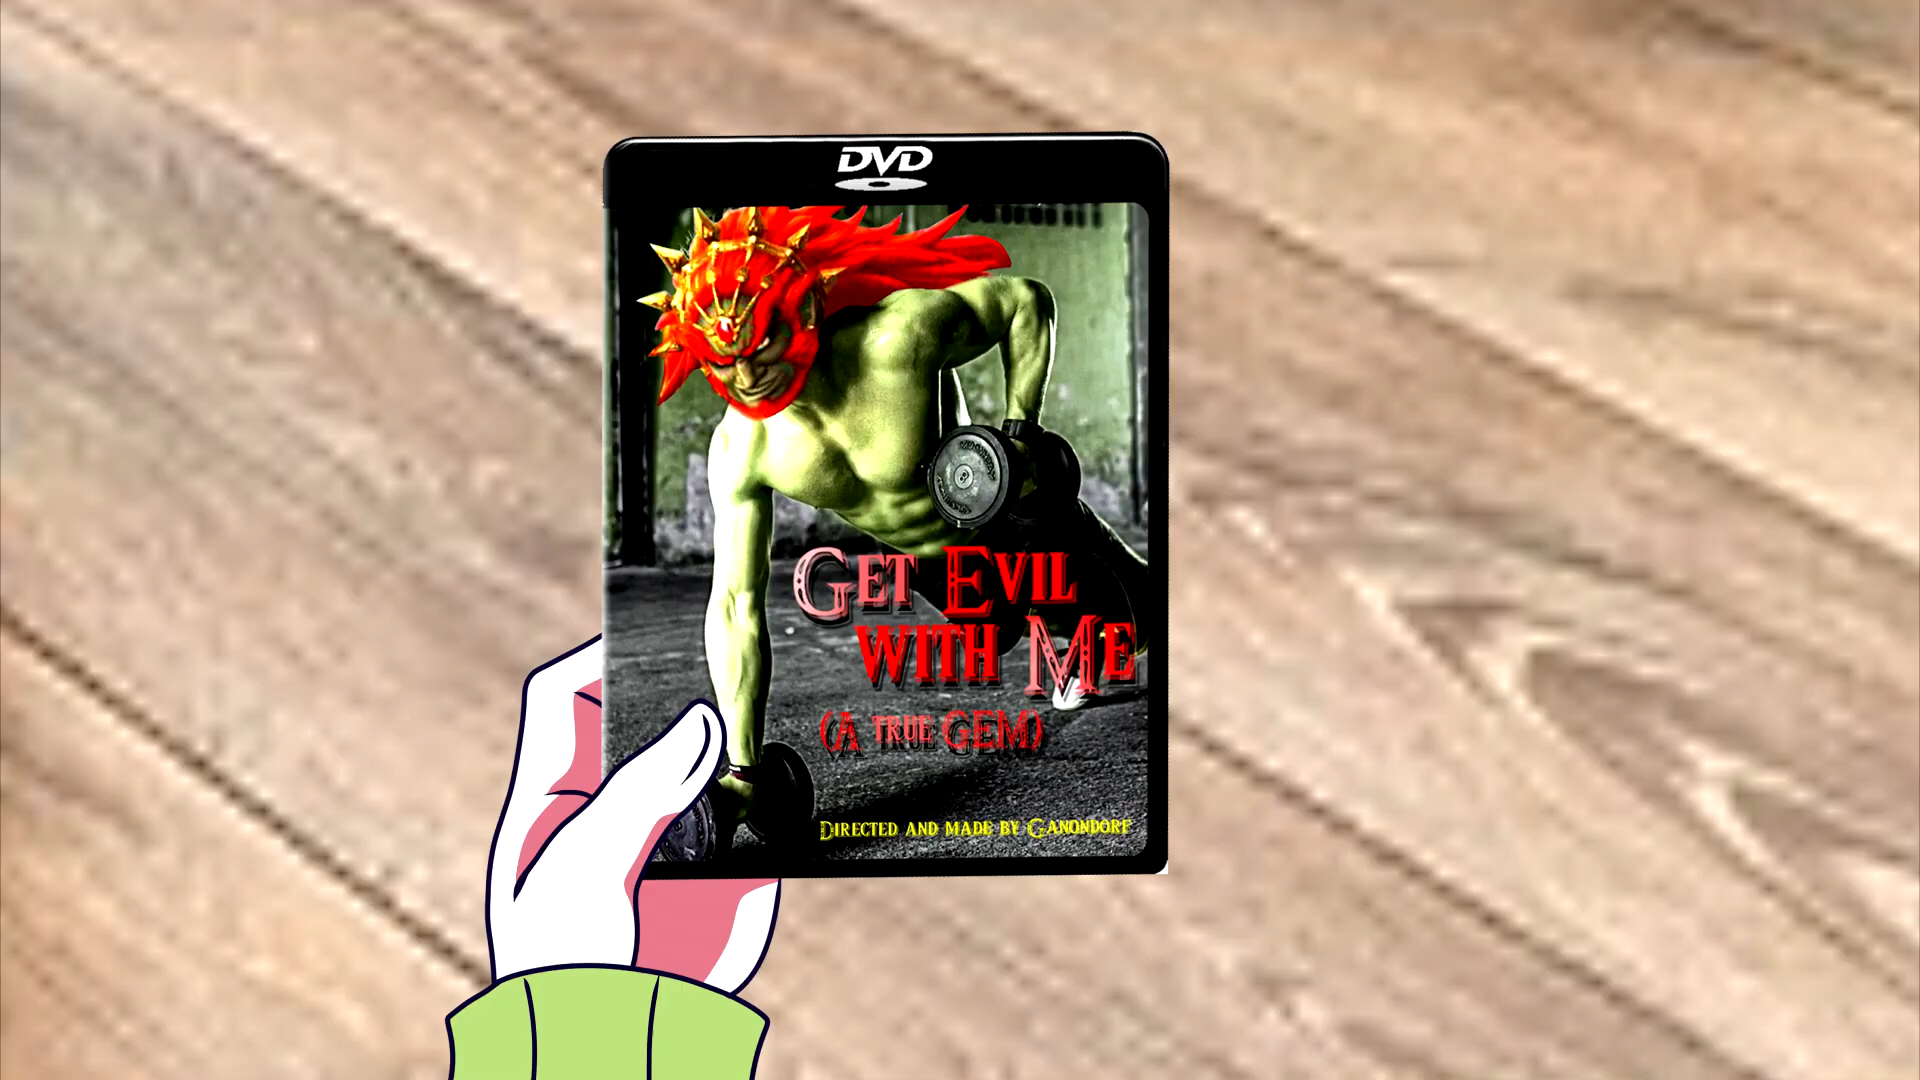 DVD
Get Evil
with Me
(A true GEM)
Directed and made by Ganondorf